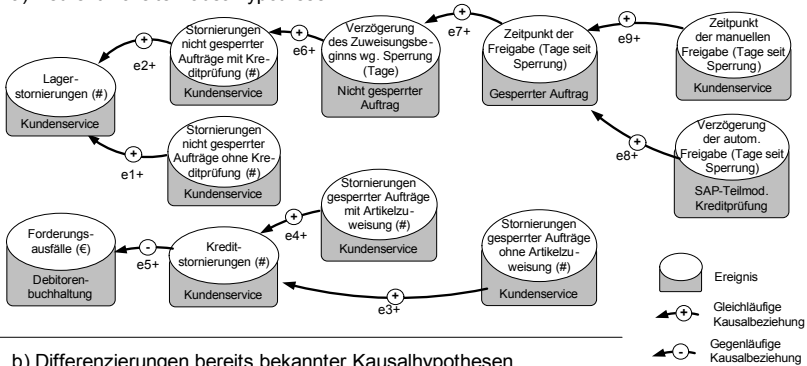 Lager-
stornierungen (#)
Kundenservice
e2+
+
Stornierungen
nicht gesperrter
Aufträge mit Kre-
ditprüfung (#)
Kundenservice
e6+
+
Verzögerung
des Zuweisungsbe-
ginns wg. Sperrung
(Tage)
Nicht gesperrter
Auftrag
e7+
+
Zeitpunkt der
Freigabe (Tage seit
Sperrung)
Gesperrter Auftrag
+
e9+
Zeitpunkt
der manuellen
Freigabe (Tage seit
Sperrung)
Kundenservice
+
e8+
Verzögerung
der autom.
Freigabe (Tage seit
Sperrung)
SAP-Teilmod.
Kreditprüfung
+
e1+
Stornierungen
nicht gesperrter
Aufträge ohne Kre-
ditprüfung (#)
Kundenservice
Forderungs-
ausfälle (€)
Debitoren-
buchhaltung
-
e5+
Kredit-
stornierungen (#)
Kundenservice
+
e4+
Stornierungen
gesperrter Aufträge
mit Artikelzu-
weisung (#)
Kundenservice
+
e3+
Stornierungen
gesperrter Aufträge
ohne Artikelzu-
weisung (#)
Kundenservice
Ereignis
+
Gleichläufige
Kausalbeziehung
-
Gegenläufige
Kausalbeziehung
b) Differenzierungen bereits bekannter Kausalhypothesen